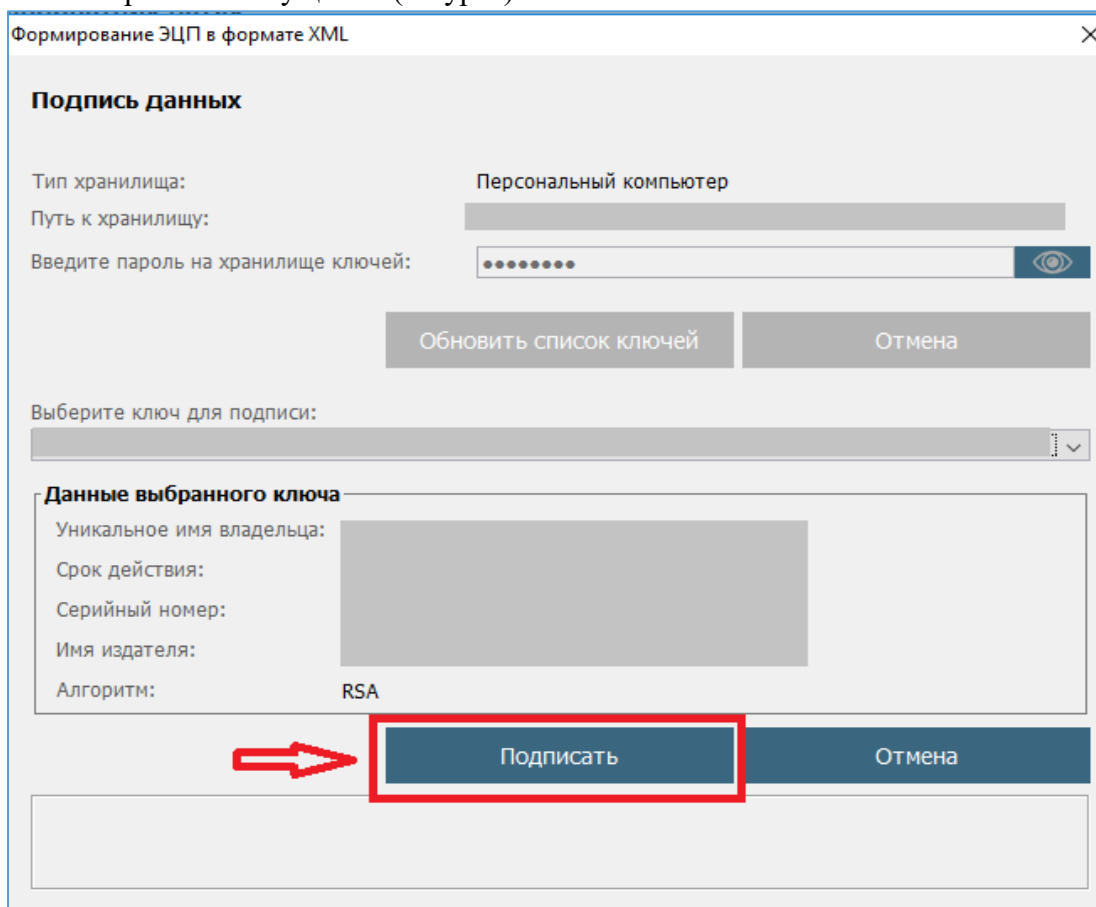 Формирование ЭЦП в формате XML
Подпись данных
Тип хранилища: Персональный компьютер
Путь к хранилищу:
Введите пароль на хранилище ключей: ●●●●●●●●
Обновить список ключей Отмена
Выберите ключ для подписи:
Данные выбранного ключа
Уникальное имя владельца:
Срок действия:
Серийный номер:
Имя издателя:
Алгоритм: RSA
Подписать Отмена